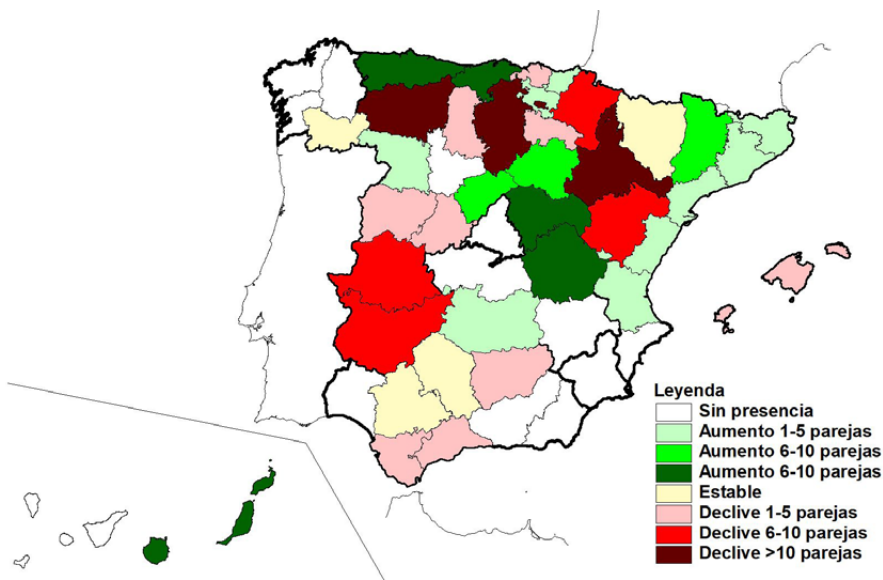 Leyenda
Sin presencia
Aumento 1-5 parejas
Aumento 6-10 parejas
Aumento 6-10 parejas
Estable
Declive 1-5 parejas
Declive 6-10 parejas
Declive >10 parejas